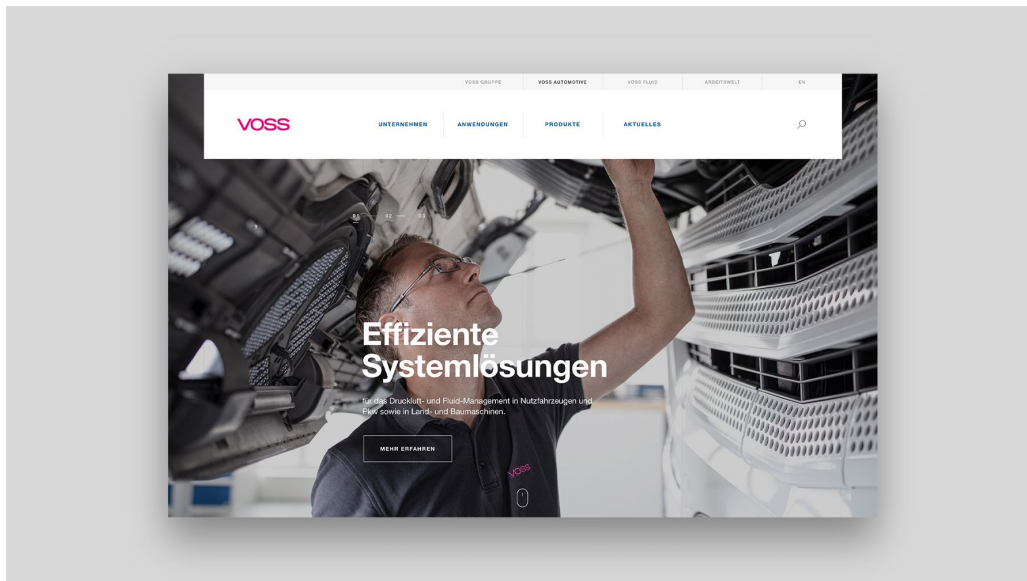 VOSS GRUPPE
VOSS AUTOMOTIVE
VOSS FLUID
ARBEITSWELT
EN
VOSS
UNTERNEHMEN
ANWENDUNGEN
PRODUKTE
AKTUELLES
01
02
03
Effiziente
Systemlösungen
für das Druckluft- und Fluid-Management in Nutzfahrzeugen und
Pkw sowie in Land- und Baumaschinen.
MEHR ERFAHREN
VOSS